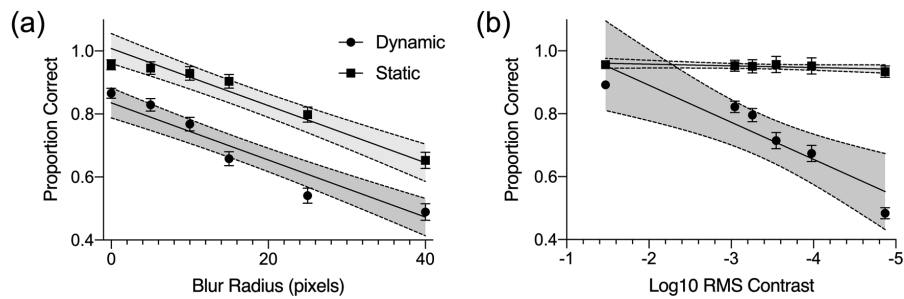 (a)
Proportion Correct
1.0
0.8
0.6
0.4
0
20
40
Blur Radius (pixels)
Dynamic
Static
(b)
Proportion Correct
1.0
0.8
0.6
0.4
-1
-2
-3
-4
-5
Log10 RMS Contrast